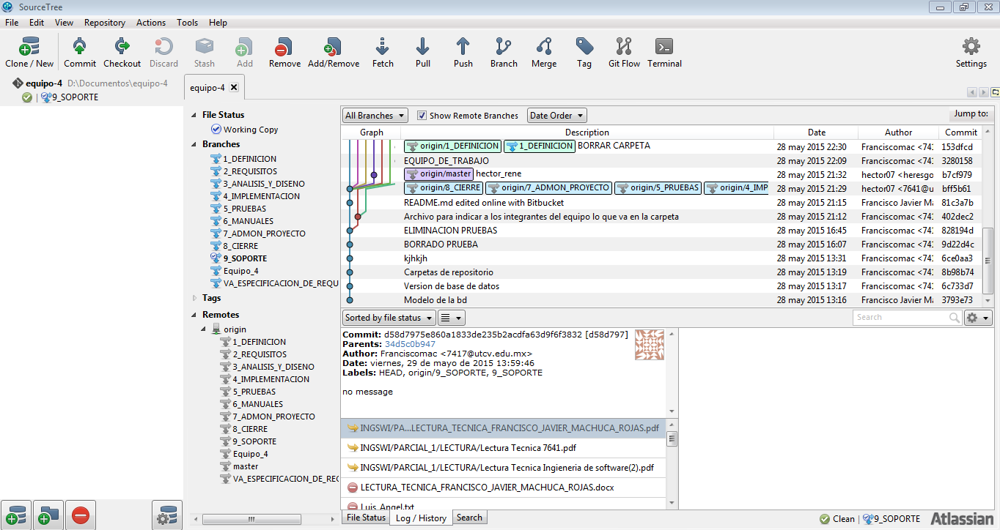 SourceTree
File Edit View Repository Actions Tools Help
Clone / New Commit Checkout Discard Stash Add Remove Add/Remove Fetch Pull Push Branch Merge Tag Git Flow Terminal Settings
equipo-4 D:\Documentos\equipo-4
9_SOPORTE
equipo-4
File Status
Working Copy
Branches
1_DEFINICION
2_REQUISITOS
3_ANALISIS_Y_DISENO
4_IMPLEMENTACION
5_PRUEBAS
6_MANUALES
7_ADMON_PROYECTO
8_CIERRE
9_SOPORTE
Equipo_4
VA_ESPECIFICACION_DE_REQU
Tags
Remotes
origin
1_DEFINICION
2_REQUISITOS
3_ANALISIS_Y_DISENO
4_IMPLEMENTACION
5_PRUEBAS
6_MANUALES
7_ADMON_PROYECTO
8_CIERRE
9_SOPORTE
Equipo_4
master
VA_ESPECIFICACION_DE_REC
All Branches Show Remote Branches Date Order Jump to:
Graph Description Date Author Commit
origin/1_DEFINICION 1_DEFINICION BORRAR CARPETA 28 may 2015 22:30 Franciscomac <741 153dfcd
EQUIPO_DE_TRABAJO 28 may 2015 22:09 Franciscomac <741 3280158
origin/master hector_rene 28 may 2015 21:32 hector07 <heresgo b7cf979
origin/8_CIERRE origin/7_ADMON_PROYECTO origin/5_PRUEBAS origin/4_IMP 28 may 2015 21:29 hector07 <7641@u bff5b61
README.md edited online with Bitbucket 28 may 2015 21:15 Francisco Javier Ma 81c3a7b
Archivo para indicar a los integrantes del equipo lo que va en la carpeta 28 may 2015 21:12 Franciscomac <741 402dec2
ELIMINACION PRUEBAS 28 may 2015 16:45 Franciscomac <741 828194d
BORRADO PRUEBA 28 may 2015 16:07 Franciscomac <741 9d22d4c
kjhkjh 28 may 2015 13:31 Franciscomac <741 6ce0aa3
Carpetas de repositorio 28 may 2015 13:19 Franciscomac <741 8b98b74
Version de base de datos 28 may 2015 13:17 Franciscomac <741 6c733d7
Modelo de la bd 28 may 2015 13:16 Francisco Javier Ma 3793e73
Sorted by file status Search
Commit: d58d7975e860a1833de235b2acdfa63d9f6f3832 [d58d797]
Parents: 34d5c0b947
Author: Franciscomac <7417@utcv.edu.mx>
Date: viernes, 29 de mayo de 2015 13:59:46
Labels: HEAD, origin/9_SOPORTE, 9_SOPORTE
no message
INGSWI/PA...LECTURA_TECNICA_FRANCISCO_JAVIER_MACHUCA_ROJAS.pdf
INGSWI/PARCIAL_1/LECTURA/Lectura Tecnica 7641.pdf
INGSWI/PARCIAL_1/LECTURA/Lectura Tecnica Ingieneria de software(2).pdf
LECTURA_TECNICA_FRANCISCO_JAVIER_MACHUCA_ROJAS.docx
Luis_Angel.txt
File Status Log / History Search
Clean 9_SOPORTE Atlassian